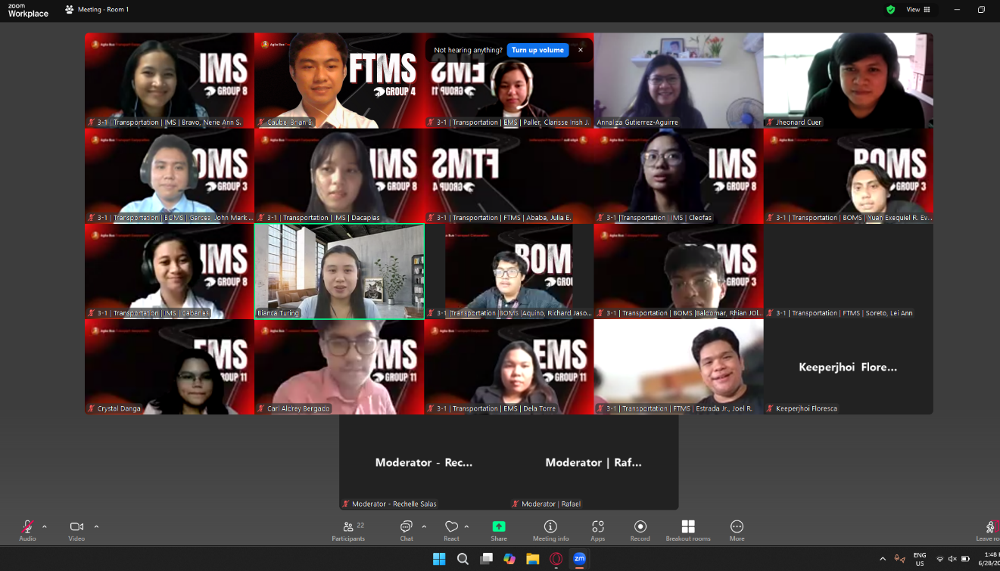 zoom
Workplace
Meeting - Room 1
View
Not hearing anything? Turn up volume
IMS
GROUP 8
3-1 | Transportation | IMS | Bravo, Nerie Ann S.
FTMS
GROUP 4
Caube, Brian S.
EMS
GROUP 11
3-1 | Transportation | EMS | Paller, Clarisse Irish J.
Annaliza Gutierrez-Aguirre
Jheonard Cuer
BOMS
GROUP 3
3-1 | Transportation | BOMS | Garces, John Mark ...
IMS
GROUP 8
3-1 | Transportation | IMS | Dacapias
FTMS
GROUP 4
3-1 | Transportation | FTMS | Ababa, Julia E.
IMS
GROUP 8
3-1 |Transportation | IMS | Cleofas
BOMS
GROUP 3
3-1 | Transportation | BOMS | Yuan Exequiel R. Ev...
IMS
GROUP 8
3-1 | Transportation | IMS | Cabañes
Bianca Turing
BOMS
GROU
3-1 |Transportation |BOMS |Aquino, Richard Jaso...
OMS
GROUP 3
3-1 | Transportation | BOMS |Baldomar, Rhian JOl...
3-1 | Transportation | FTMS | Soreto, Lei Ann
EMS
GROUP 11
Crystal Danga
MS
GROUP 11
Carl Aldrey Bergado
EMS
GROUP 11
3-1 | Transportation | EMS | Dela Torre
3-1 | Transportation | FTMS | Estrada Jr., Joel R.
Keeperjhoi Flore...
Keeperjhoi Floresca
Moderator - Rec...
Moderator - Rechelle Salas
Moderator | Raf...
Moderator | Rafael
Audio
Video
Participants
22
Chat
React
Share
Meeting info
Apps
Record
Breakout rooms
More
Leave ro
zm
ENG
US
1:48
6/28/20